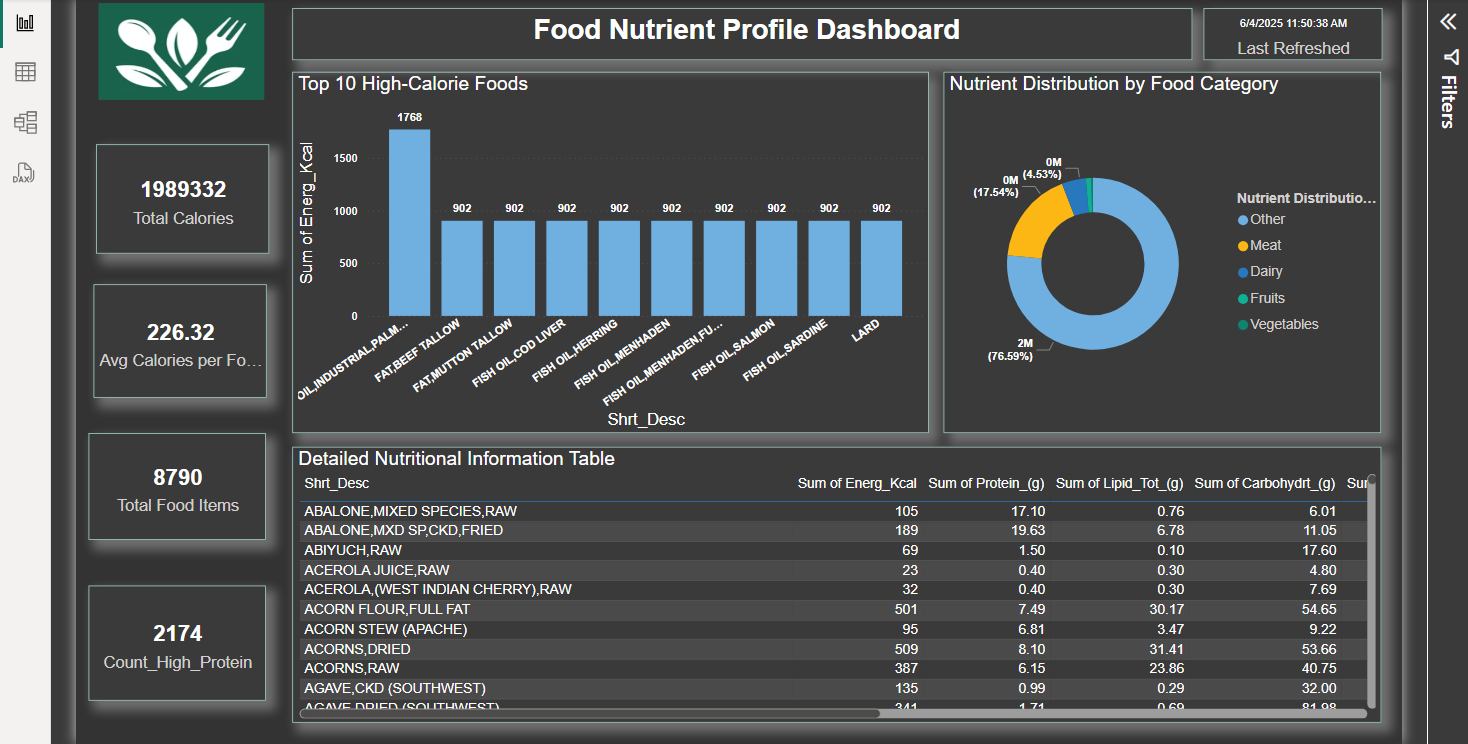 Food Nutrient Profile Dashboard
6/4/2025 11:50:38 AM
Last Refreshed
Filters
DAX
1989332
Total Calories
226.32
Avg Calories per Fo...
8790
Total Food Items
2174
Count_High_Protein
Top 10 High-Calorie Foods
Sum of Energ_Kcal
1500
1000
500
0
1768
902
902
902
902
902
902
902
902
902
OIL,INDUSTRIAL,PALM...
FAT,BEEF TALLOW
FAT,MUTTON TALLOW
FISH OIL,COD LIVER
FISH OIL,HERRING
FISH OIL,MENHADEN
FISH OIL,MENHADEN,FU...
FISH OIL,SALMON
FISH OIL,SARDINE
LARD
Shrt_Desc
Nutrient Distribution by Food Category
0M
(4.53%)
0M
(17.54%)
2M
(76.59%)
Nutrient Distributio...
Other
Meat
Dairy
Fruits
Vegetables
Detailed Nutritional Information Table
Shrt_Desc Sum of Energ_Kcal Sum of Protein_(g) Sum of Lipid_Tot_(g) Sum of Carbohydrt_(g) Sum
ABALONE,MIXED SPECIES,RAW 105 17.10 0.76 6.01
ABALONE,MXD SP,CKD,FRIED 189 19.63 6.78 11.05
ABIYUCH,RAW 69 1.50 0.10 17.60
ACEROLA JUICE,RAW 23 0.40 0.30 4.80
ACEROLA,(WEST INDIAN CHERRY),RAW 32 0.40 0.30 7.69
ACORN FLOUR,FULL FAT 501 7.49 30.17 54.65
ACORN STEW (APACHE) 95 6.81 3.47 9.22
ACORNS,DRIED 509 8.10 31.41 53.66
ACORNS,RAW 387 6.15 23.86 40.75
AGAVE,CKD (SOUTHWEST) 135 0.99 0.29 32.00
AGAVE,DRIED (SOUTHWEST) 341 1.71 0.69 81.98